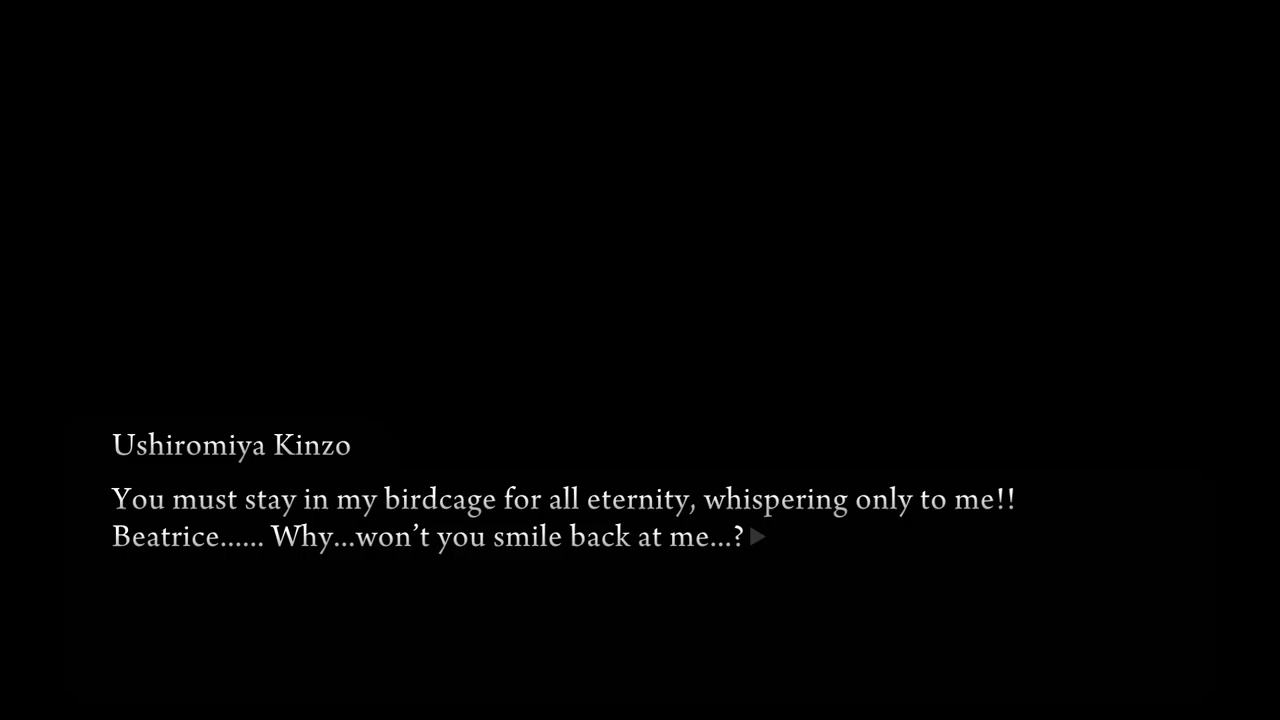 Ushiromiya Kinzo
You must stay in my birdcage for all eternity, whispering only to me!!
Beatrice...... Why...won’t you smile back at me...?